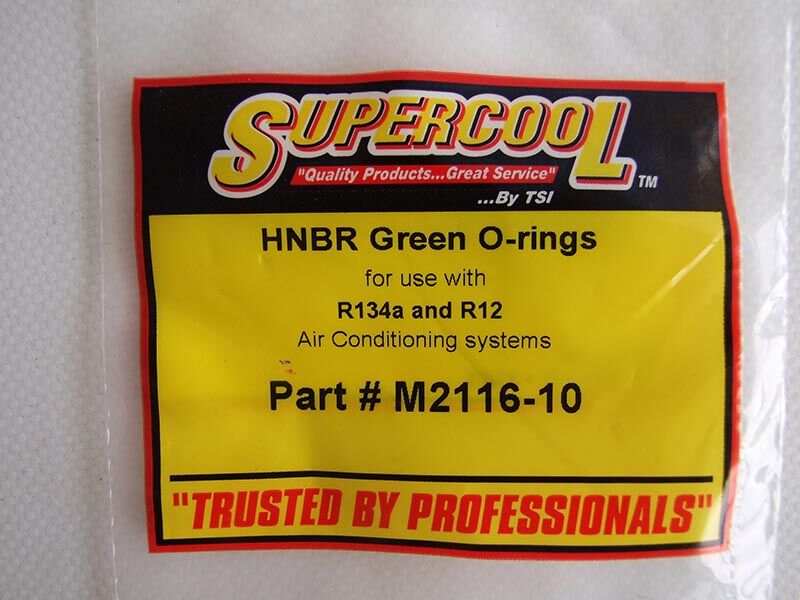 SUPERCOOL TM
"Quality Products...Great Service"
...By TSI
HNBR Green O-rings
for use with
R134a and R12
Air Conditioning systems
Part # M2116-10
"TRUSTED BY PROFESSIONALS"